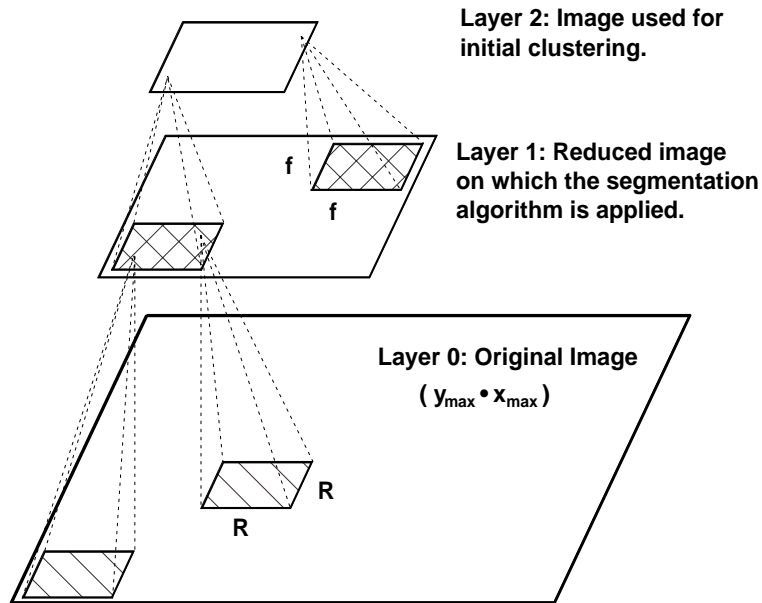 Layer 2: Image used for
initial clustering.
f
f
Layer 1: Reduced image
on which the segmentation
algorithm is applied.
Layer 0: Original Image
( ymax • xmax )
R
R